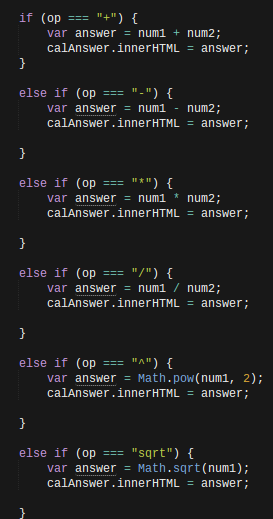 if (op === "+") {
    var answer = num1 + num2;
    calAnswer.innerHTML = answer;
}
else if (op === "-") {
    var answer = num1 - num2;
    calAnswer.innerHTML = answer;
}
else if (op === "*") {
    var answer = num1 * num2;
    calAnswer.innerHTML = answer;
}
else if (op === "/") {
    var answer = num1 / num2;
    calAnswer.innerHTML = answer;
}
else if (op === "^") {
    var answer = Math.pow(num1, 2);
    calAnswer.innerHTML = answer;
}
else if (op === "sqrt") {
    var answer = Math.sqrt(num1);
    calAnswer.innerHTML = answer;
}